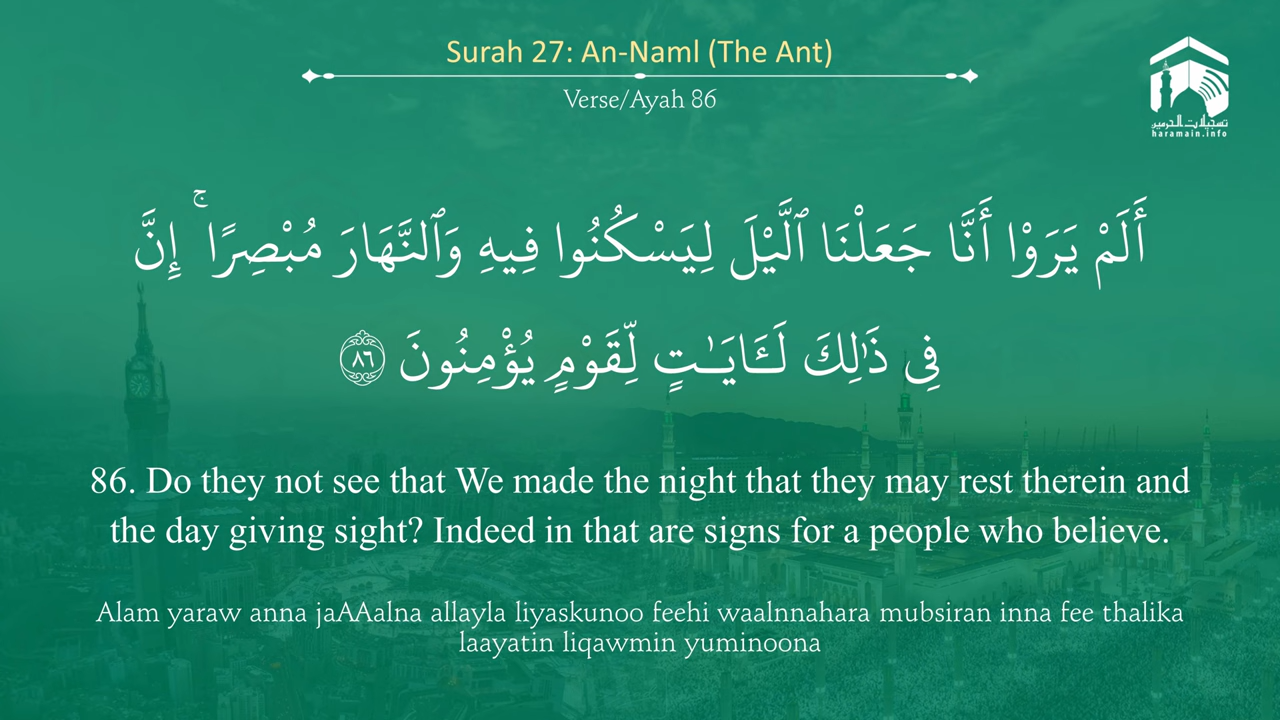 Surah 27: An-Naml (The Ant)
Verse/Ayah 86
تسجيلات الحرمين
haramain.info
أَلَمْ يَرَوْا أَنَّا جَعَلْنَا ٱلَّيْلَ لِيَسْكُنُوا فِيهِ وَٱلنَّهَارَ مُبْصِرًا ۚ إِنَّ
فِى ذَٰلِكَ لَـَٔايَـٰتٍ لِّقَوْمٍ يُؤْمِنُونَ ٨٦
86. Do they not see that We made the night that they may rest therein and
the day giving sight? Indeed in that are signs for a people who believe.
Alam yaraw anna jaAAalna allayla liyaskunoo feehi waalnnahara mubsiran inna fee thalika
laayatin liqawmin yuminoona